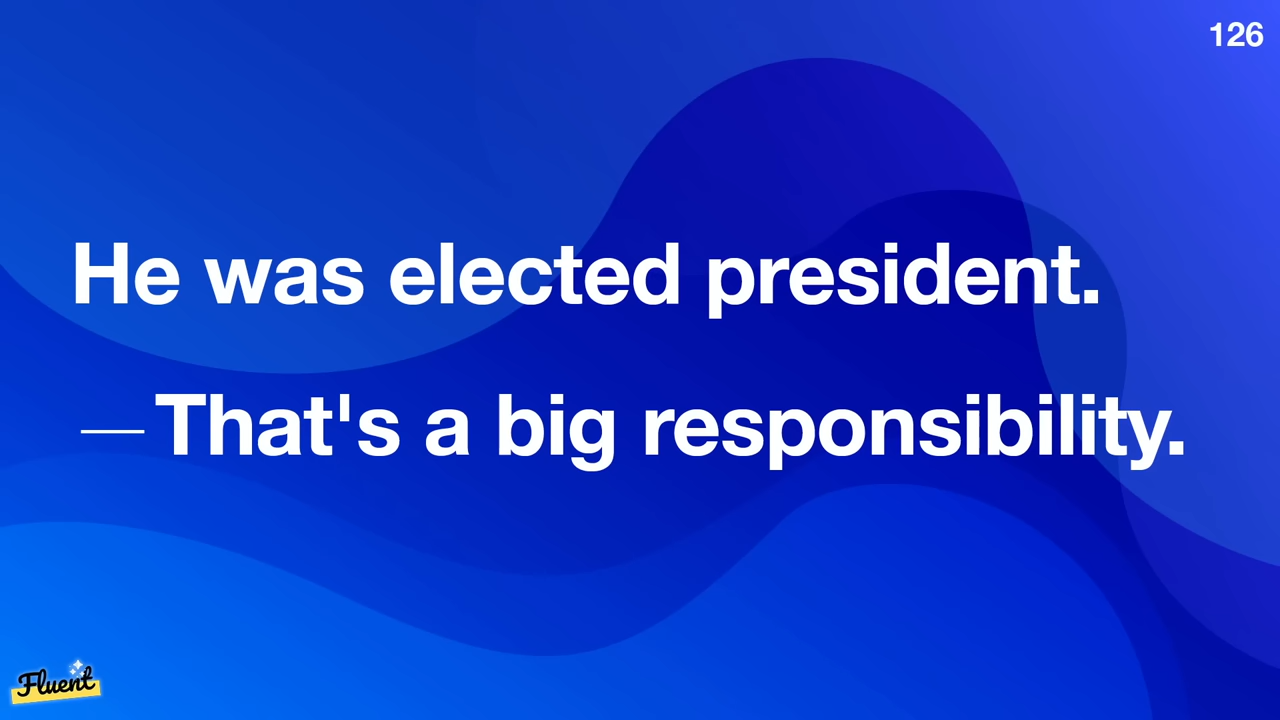 126
He was elected president.
—That's a big responsibility.
Fluent